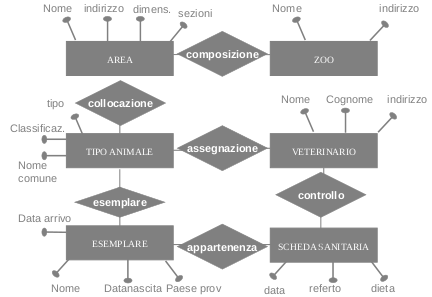 Nome indirizzo dimens. sezioni Nome indirizzo
AREA composizione ZOO
tipo collocazione Nome Cognome indirizzo
Classificaz.
TIPO ANIMALE assegnazione VETERINARIO
Nome
comune
esemplare controllo
Data arrivo
ESEMPLARE appartenenza SCHEDA SANITARIA
Nome Datanascita Paese prov data referto dieta